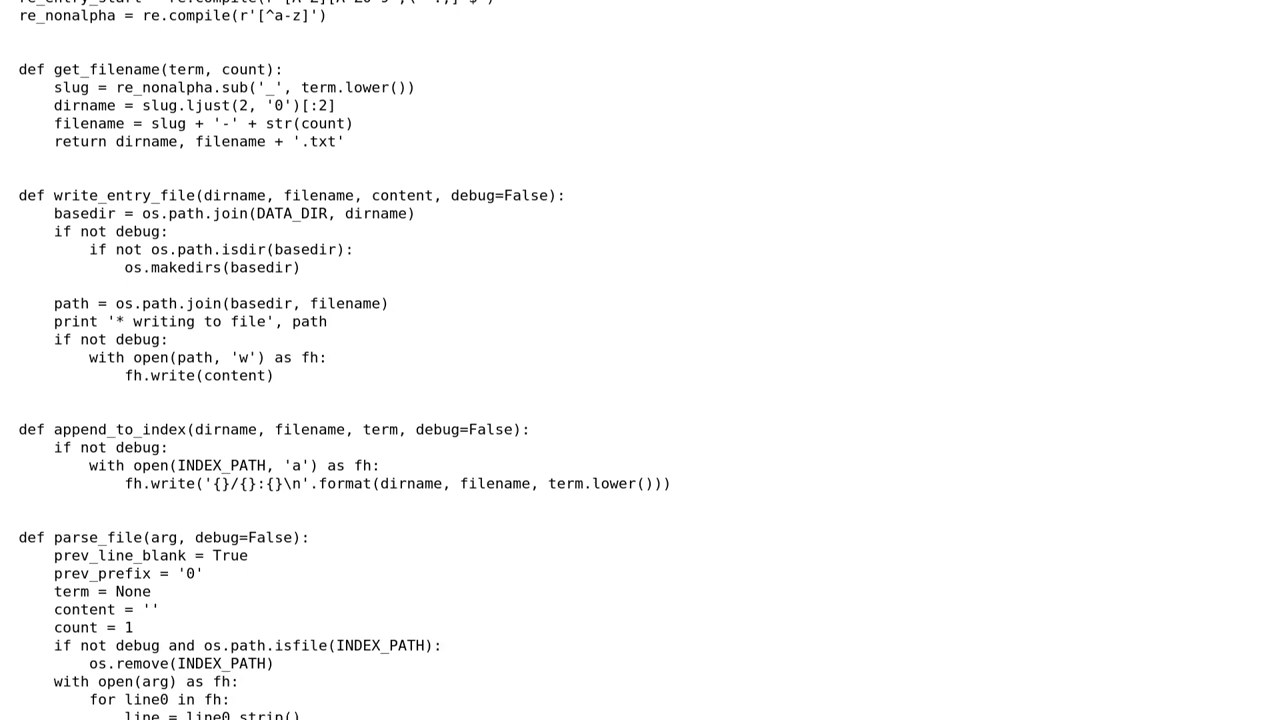 re_nonalpha = re.compile(r'[^a-z]')
def get_filename(term, count):
    slug = re_nonalpha.sub('_', term.lower())
    dirname = slug.ljust(2, '0')[:2]
    filename = slug + '-' + str(count)
    return dirname, filename + '.txt'
def write_entry_file(dirname, filename, content, debug=False):
    basedir = os.path.join(DATA_DIR, dirname)
    if not debug:
        if not os.path.isdir(basedir):
            os.makedirs(basedir)
    path = os.path.join(basedir, filename)
    print '* writing to file', path
    if not debug:
        with open(path, 'w') as fh:
            fh.write(content)
def append_to_index(dirname, filename, term, debug=False):
    if not debug:
        with open(INDEX_PATH, 'a') as fh:
            fh.write('{}/{}:{}\n'.format(dirname, filename, term.lower()))
def parse_file(arg, debug=False):
    prev_line_blank = True
    prev_prefix = '0'
    term = None
    content = ''
    count = 1
    if not debug and os.path.isfile(INDEX_PATH):
        os.remove(INDEX_PATH)
    with open(arg) as fh:
        for line0 in fh:
            line = line0.strip()